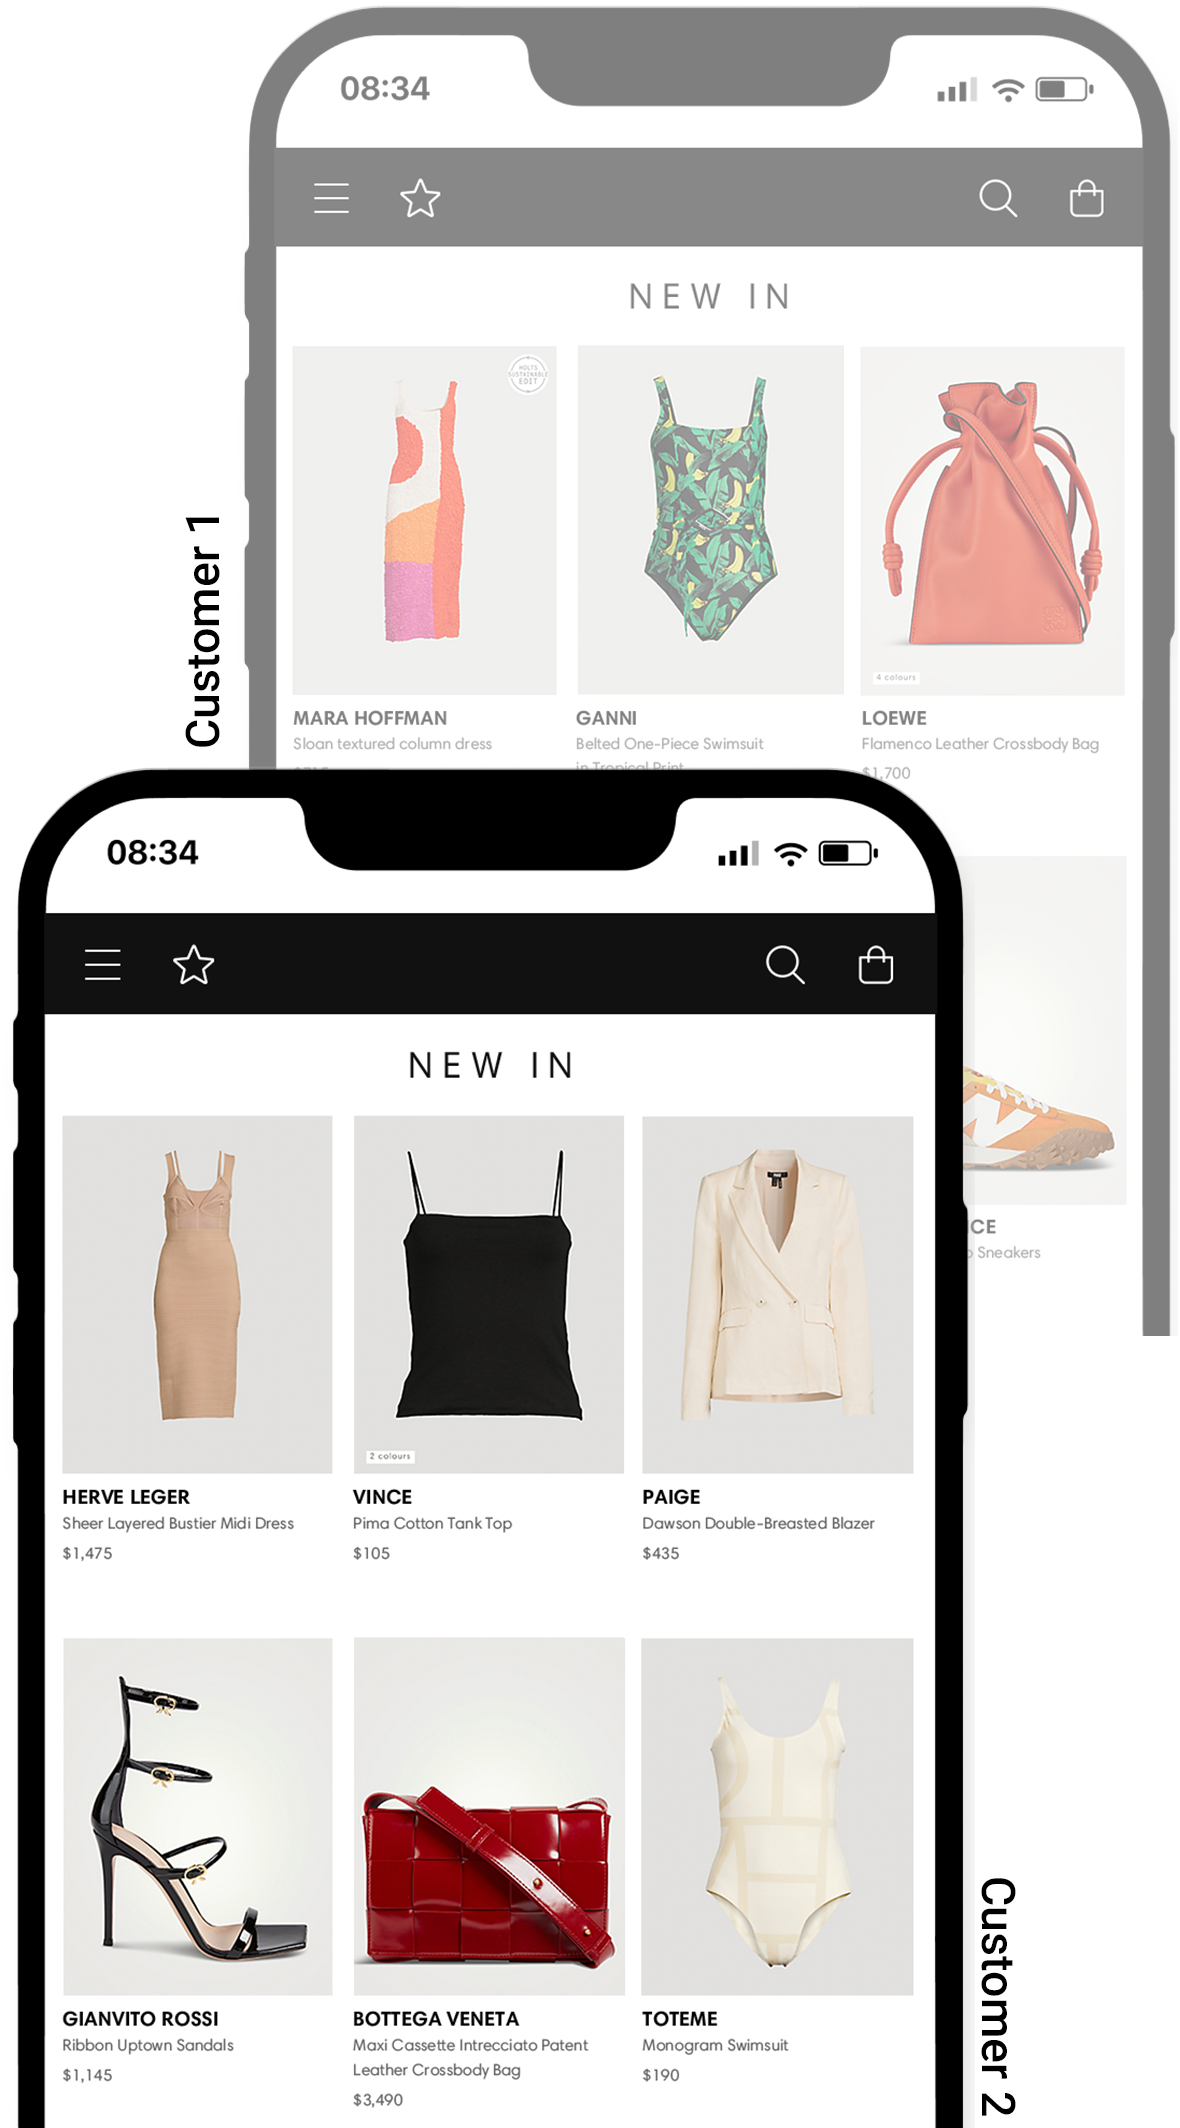 08:34
NEW IN
HOLTS
SUSTAINABLE
EDIT
4 colours
MARA HOFFMAN
Sloan textured column dress
GANNI
Belted One-Piece Swimsuit
in Tropical Print
LOEWE
Flamenco Leather Crossbody Bag
$1,700
Customer 1
Sneakers
08:34
NEW IN
2 colours
HERVE LEGER
Sheer Layered Bustier Midi Dress
$1,475
VINCE
Pima Cotton Tank Top
$105
PAIGE
Dawson Double-Breasted Blazer
$435
GIANVITO ROSSI
Ribbon Uptown Sandals
$1,145
BOTTEGA VENETA
Maxi Cassette Intrecciato Patent
Leather Crossbody Bag
$3,490
TOTEME
Monogram Swimsuit
$190
Customer 2